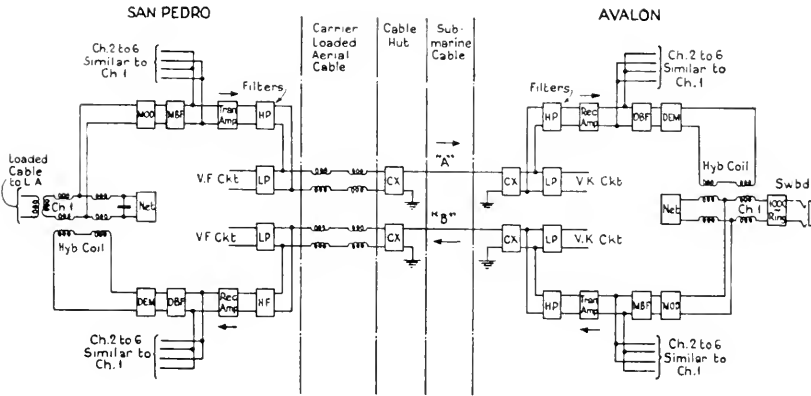 SAN PEDRO
AVALON
Carrier
Loaded
Aerial
Cable
Cable
Hut
Sub-
marine
Cable
Ch. 2 to 6
Similar to
Ch. 1
Filters
MOD
MBF
Tran
Amp
HP
Loaded
Cable
to L A
Ch. 1
Net
Hyb Coil
V.F Ckt
LP
CX
"A"
V.F Ckt
LP
CX
"B"
DEM
DBF
Rec
Amp
HF
Ch. 2 to 6
Similar to
Ch. 1
Ch. 2 to 6
Similar to
Ch. 1
Filters
HP
Rec
Amp
DBF
DEM
Hyb Coil
Swbd
CX
LP
V.K Ckt
Net
Ch. 1
Ring
CX
LP
V.K Ckt
HP
Tran
Amp
MBF
MOD
Ch. 2 to 6
Similar to
Ch. 1